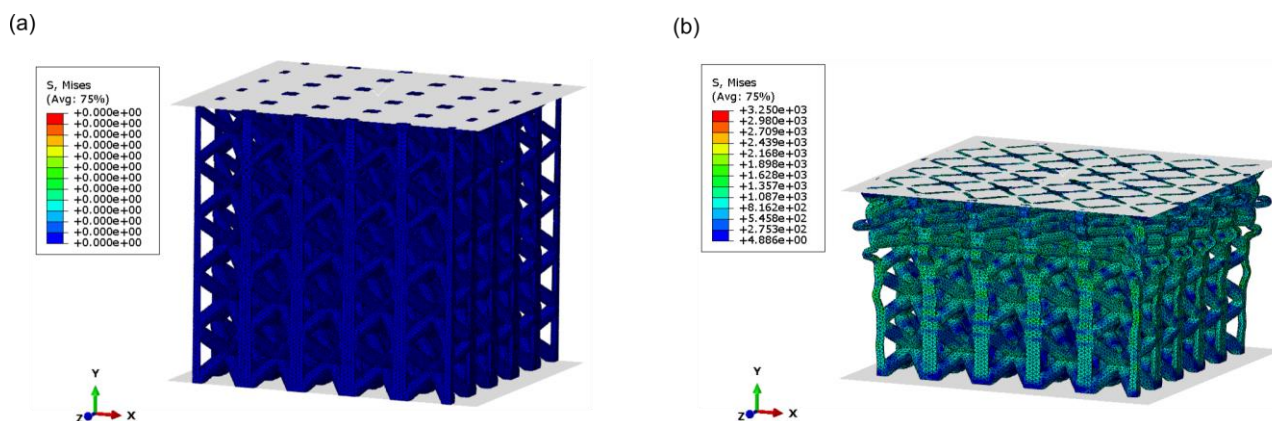 (a)
S, Mises
(Avg: 75%)
+0.000e+00
+0.000e+00
+0.000e+00
+0.000e+00
+0.000e+00
+0.000e+00
+0.000e+00
+0.000e+00
+0.000e+00
+0.000e+00
+0.000e+00
+0.000e+00
+0.000e+00
Y
Z
X
(b)
S, Mises
(Avg: 75%)
+3.250e+03
+2.980e+03
+2.709e+03
+2.439e+03
+2.168e+03
+1.898e+03
+1.628e+03
+1.357e+03
+1.087e+03
+8.162e+02
+5.458e+02
+2.753e+02
+4.886e+00
Y
Z
X